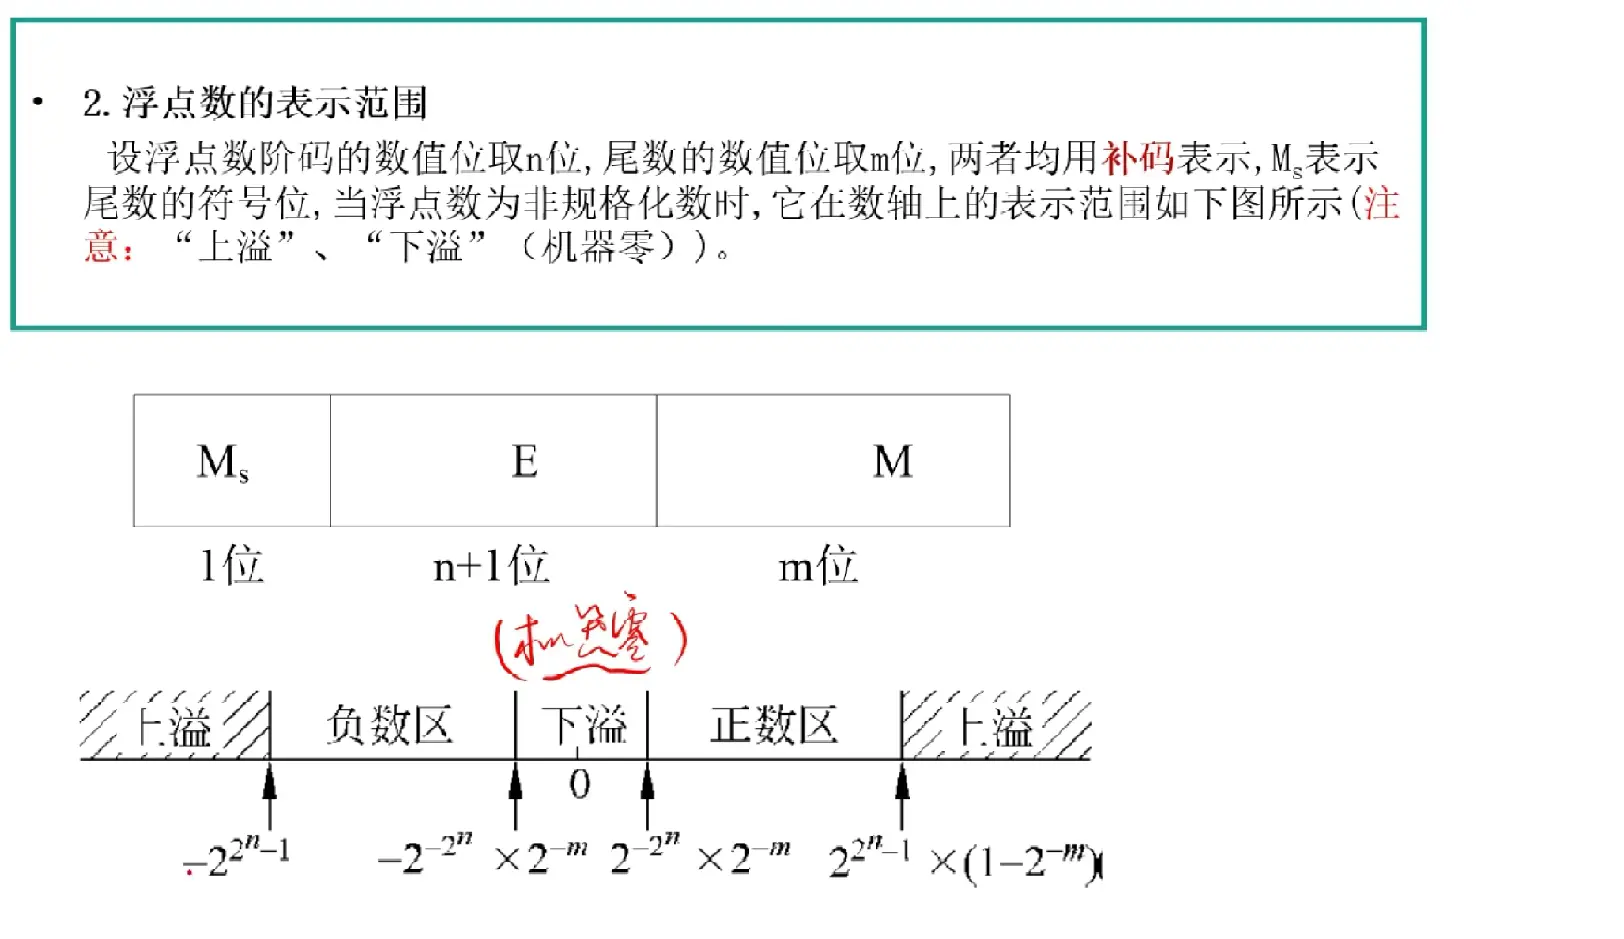 • 2.浮点数的表示范围
设浮点数阶码的数值位取n位,尾数的数值位取m位,两者均用补码表示,Mₛ表示
尾数的符号位,当浮点数为非规格化数时,它在数轴上的表示范围如下图所示(注
意：“上溢”、“下溢”（机器零）)。
Mₛ E M
1位 n+1位 m位
(机器零)
上溢 负数区 下溢 正数区 上溢
0
-2^{2^n-1} -2^{-2^n}×2^{-m} 2^{-2^n}×2^{-m} 2^{2^n-1}×(1-2^{-m})